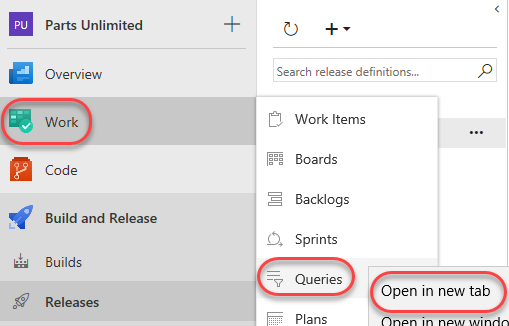 PU Parts Unlimited
Overview
Work
Code
Build and Release
Builds
Releases
Search release definitions...
Work Items
Boards
Backlogs
Sprints
Queries
Plans
Open in new tab
Open in new windo